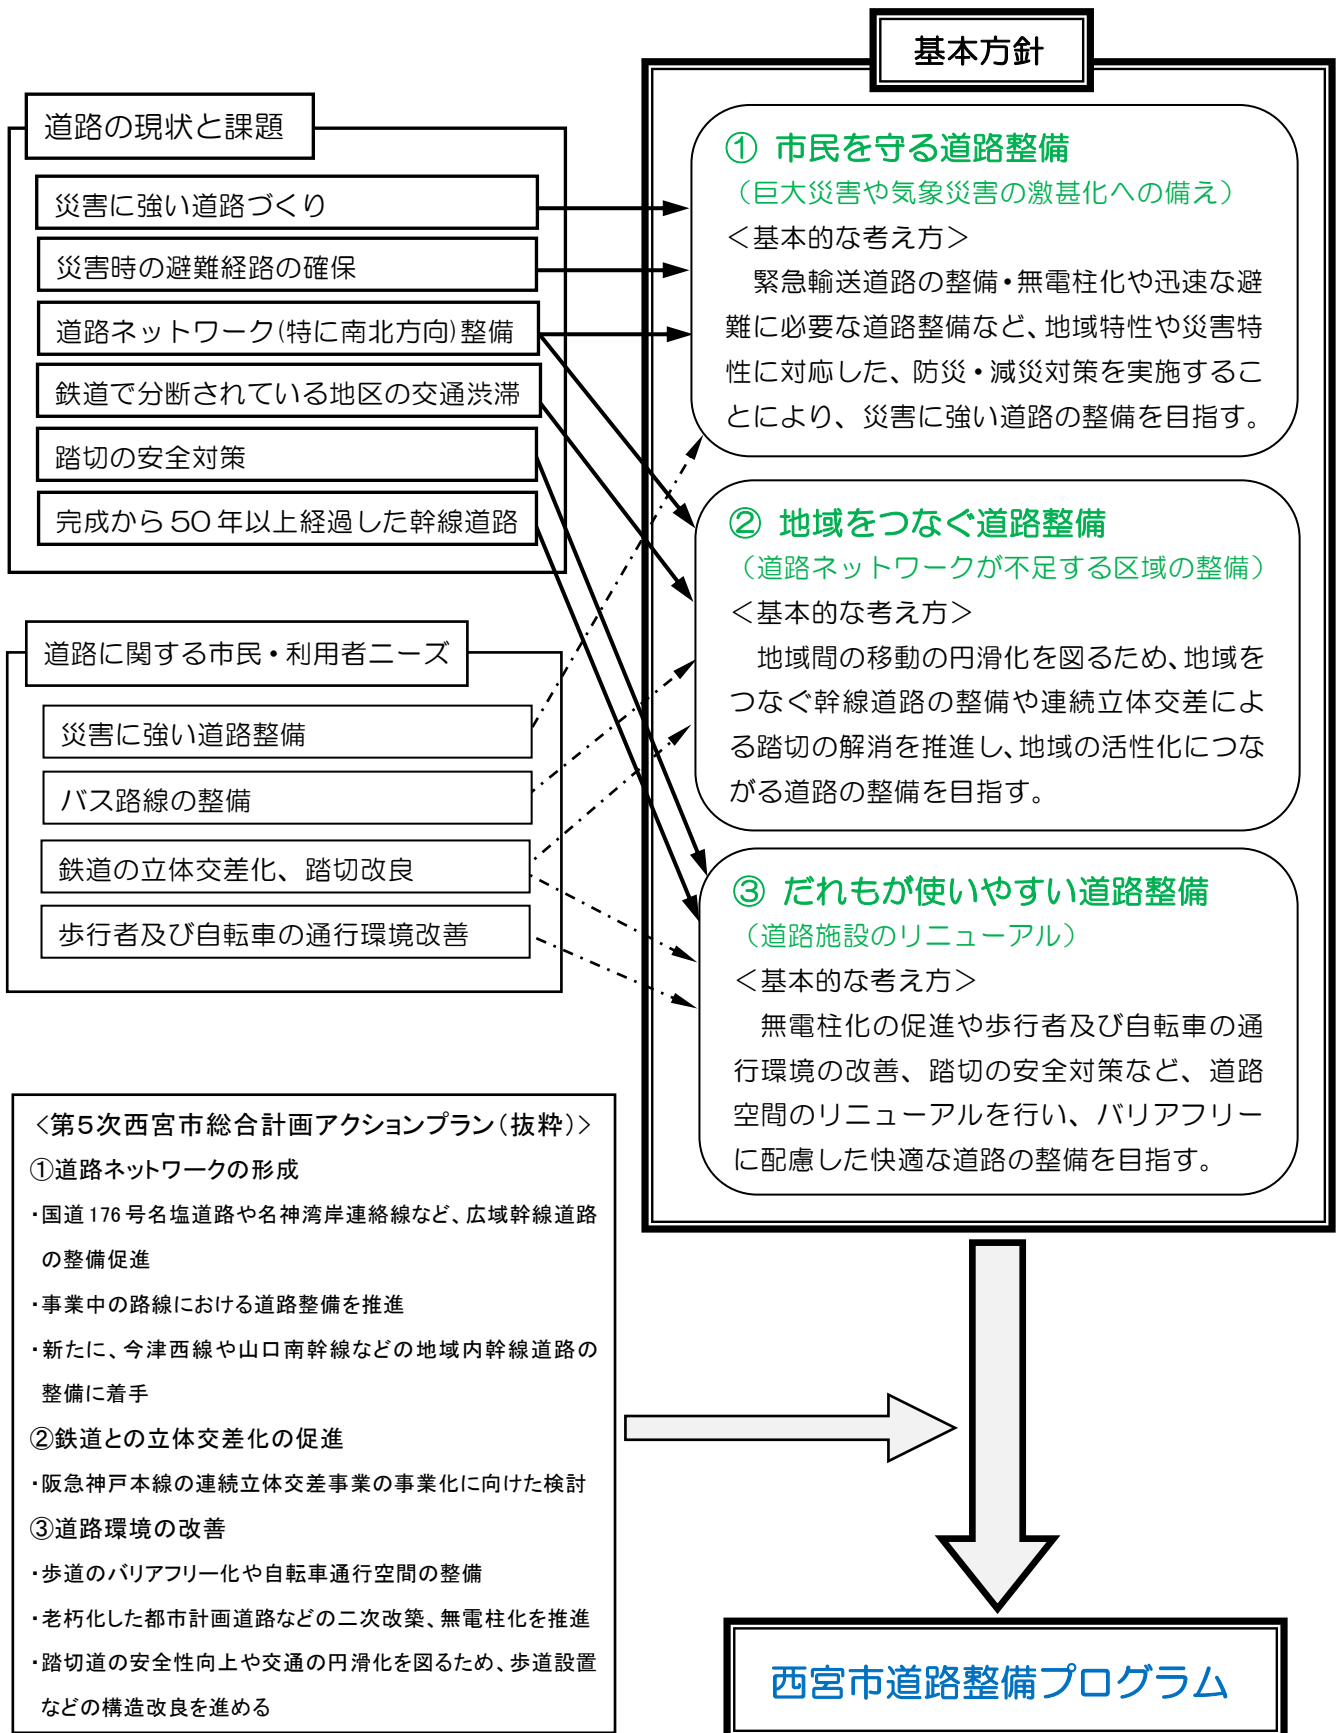 基本方針
道路の現状と課題
災害に強い道路づくり
災害時の避難経路の確保
道路ネットワーク(特に南北方向)整備
鉄道で分断されている地区の交通渋滞
踏切の安全対策
完成から50年以上経過した幹線道路
道路に関する市民・利用者ニーズ
災害に強い道路整備
バス路線の整備
鉄道の立体交差化、踏切改良
歩行者及び自転車の通行環境改善
① 市民を守る道路整備
（巨大災害や気象災害の激甚化への備え）
＜基本的な考え方＞
緊急輸送道路の整備・無電柱化や迅速な避
難に必要な道路整備など、地域特性や災害特
性に対応した、防災・減災対策を実施するこ
とにより、災害に強い道路の整備を目指す。
② 地域をつなぐ道路整備
（道路ネットワークが不足する区域の整備）
＜基本的な考え方＞
地域間の移動の円滑化を図るため、地域を
つなぐ幹線道路の整備や連続立体交差によ
る踏切の解消を推進し、地域の活性化につな
がる道路の整備を目指す。
③ だれもが使いやすい道路整備
（道路施設のリニューアル）
＜基本的な考え方＞
無電柱化の促進や歩行者及び自転車の通
行環境の改善、踏切の安全対策など、道路
空間のリニューアルを行い、バリアフリー
に配慮した快適な道路の整備を目指す。
＜第5次西宮市総合計画アクションプラン（抜粋）＞
①道路ネットワークの形成
・国道176号名塩道路や名神湾岸連絡線など、広域幹線道路
の整備促進
・事業中の路線における道路整備を推進
・新たに、今津西線や山口南幹線などの地域内幹線道路の
整備に着手
②鉄道との立体交差化の促進
・阪急神戸本線の連続立体交差事業の事業化に向けた検討
③道路環境の改善
・歩道のバリアフリー化や自転車通行空間の整備
・老朽化した都市計画道路などの二次改築、無電柱化を推進
・踏切道の安全性向上や交通の円滑化を図るため、歩道設置
などの構造改良を進める
西宮市道路整備プログラム